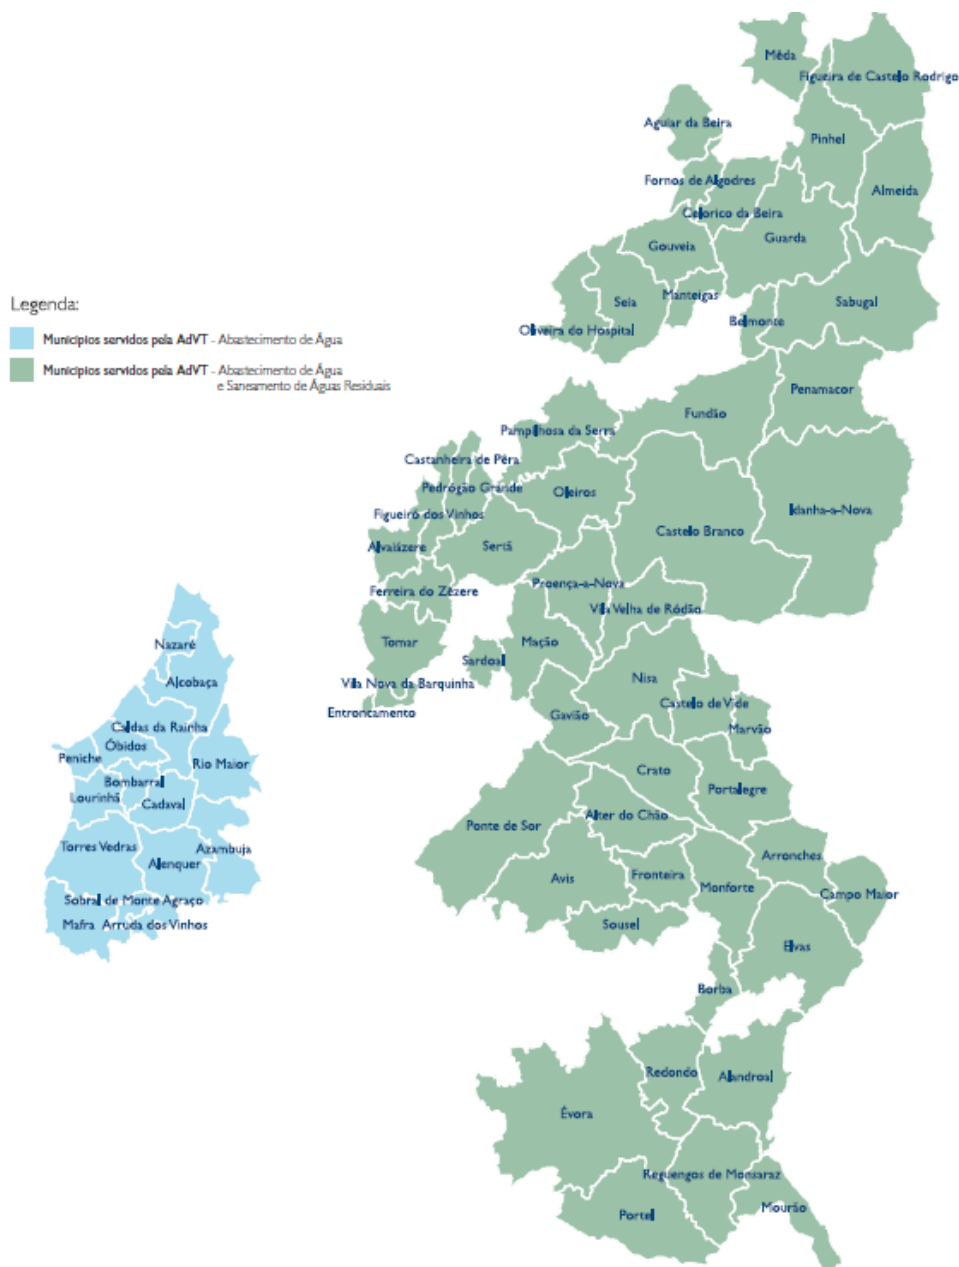 Mêda
Figueira de Castelo Rodrigo
Aguiar da Beira
Pinhel
Fornos de Algodres
Almeida
Celorico da Beira
Guarda
Gouveia
Legenda:
Manteigas
Seia
Sabugal
Belmonte
Oliveira do Hospital
Municípios servidos pela AdVT - Abastecimento de Água
Municípios servidos pela AdVT - Abastecimento de Água
e Saneamento de Águas Residuais
Penamacor
Fundão
Pampilhosa da Serra
Castanheira de Pêra
Pedrógão Grande
Oleiros
Idanha-a-Nova
Figueiró dos Vinhos
Castelo Branco
Alvaiázere
Sertã
Proença-a-Nova
Ferreira do Zêzere
Vila Velha de Ródão
Tomar
Mação
Nazaré
Sardoal
Nisa
Alcobaça
Vila Nova da Barquinha
Castelo de Vide
Entroncamento
Gavião
Marvão
Caldas da Rainha
Óbidos
Peniche
Rio Maior
Crato
Bombarral
Portalegre
Lourinhã
Cadaval
Alter do Chão
Ponte de Sor
Torres Vedras
Azambuja
Arronches
Alenquer
Avis
Fronteira
Monforte
Campo Maior
Sobral de Monte Agraço
Mafra
Arruda dos Vinhos
Sousel
Elvas
Borba
Redondo
Alandroal
Évora
Reguengos de Monsaraz
Mourão
Portel